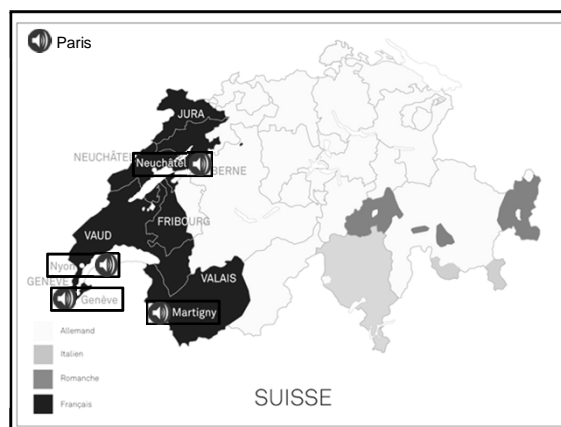 Paris
JURA
NEUCHÂTEL
Neuchâtel
BERNE
FRIBOURG
VAUD
Nyon
VALAIS
GENÈVE
Genève
Martigny
Allemand
Italien
Romanche
Français
SUISSE